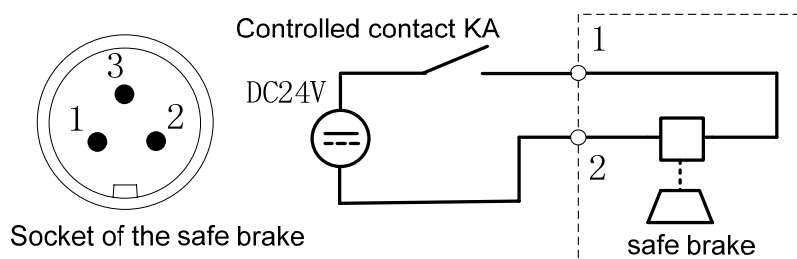 Controlled contact KA
DC24V
1
2
safe brake
3
1
2
Socket of the safe brake